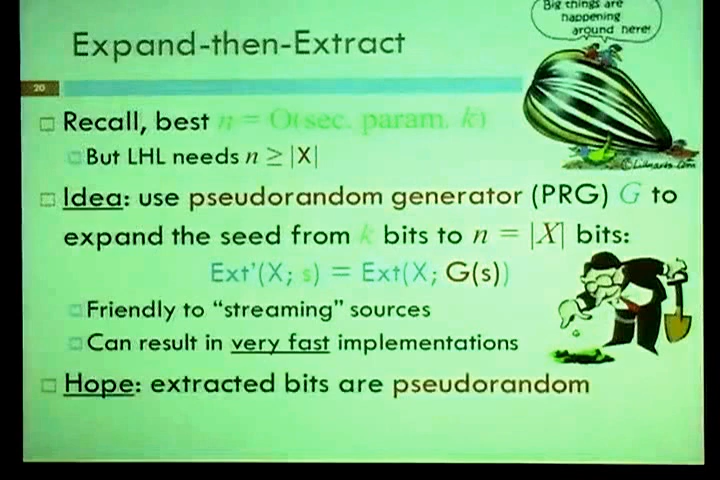 Big things are
happening
around here!
Expand-then-Extract
20
Recall, best n = O(sec. param. k)
But LHL needs n ≥ |X|
Idea: use pseudorandom generator (PRG) G to
expand the seed from k bits to n = |X| bits:
Ext'(X; s) = Ext(X; G(s))
Friendly to "streaming" sources
Can result in very fast implementations
Hope: extracted bits are pseudorandom